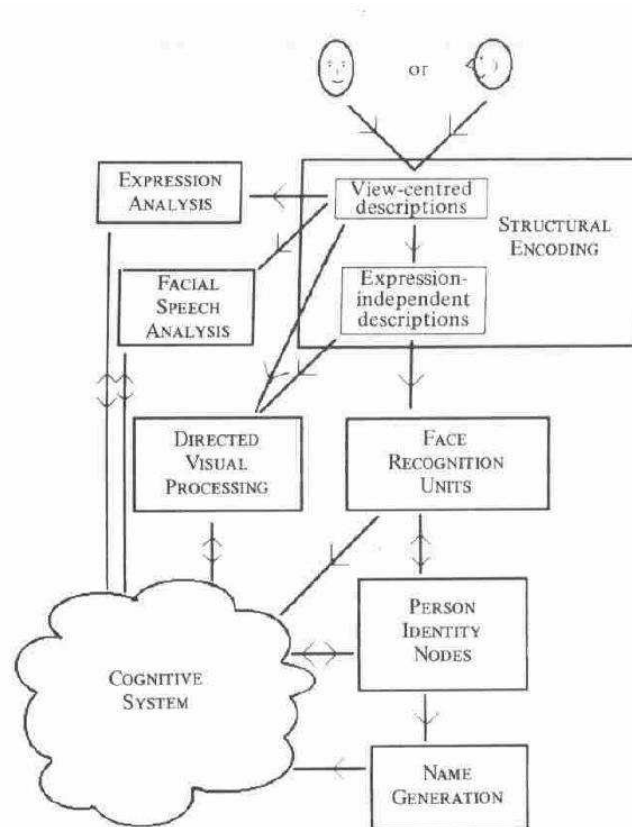 or
EXPRESSION
ANALYSIS
View-centred
descriptions
STRUCTURAL
ENCODING
FACIAL
SPEECH
ANALYSIS
Expression-
independent
descriptions
DIRECTED
VISUAL
PROCESSING
FACE
RECOGNITION
UNITS
COGNITIVE
SYSTEM
PERSON
IDENTITY
NODES
NAME
GENERATION